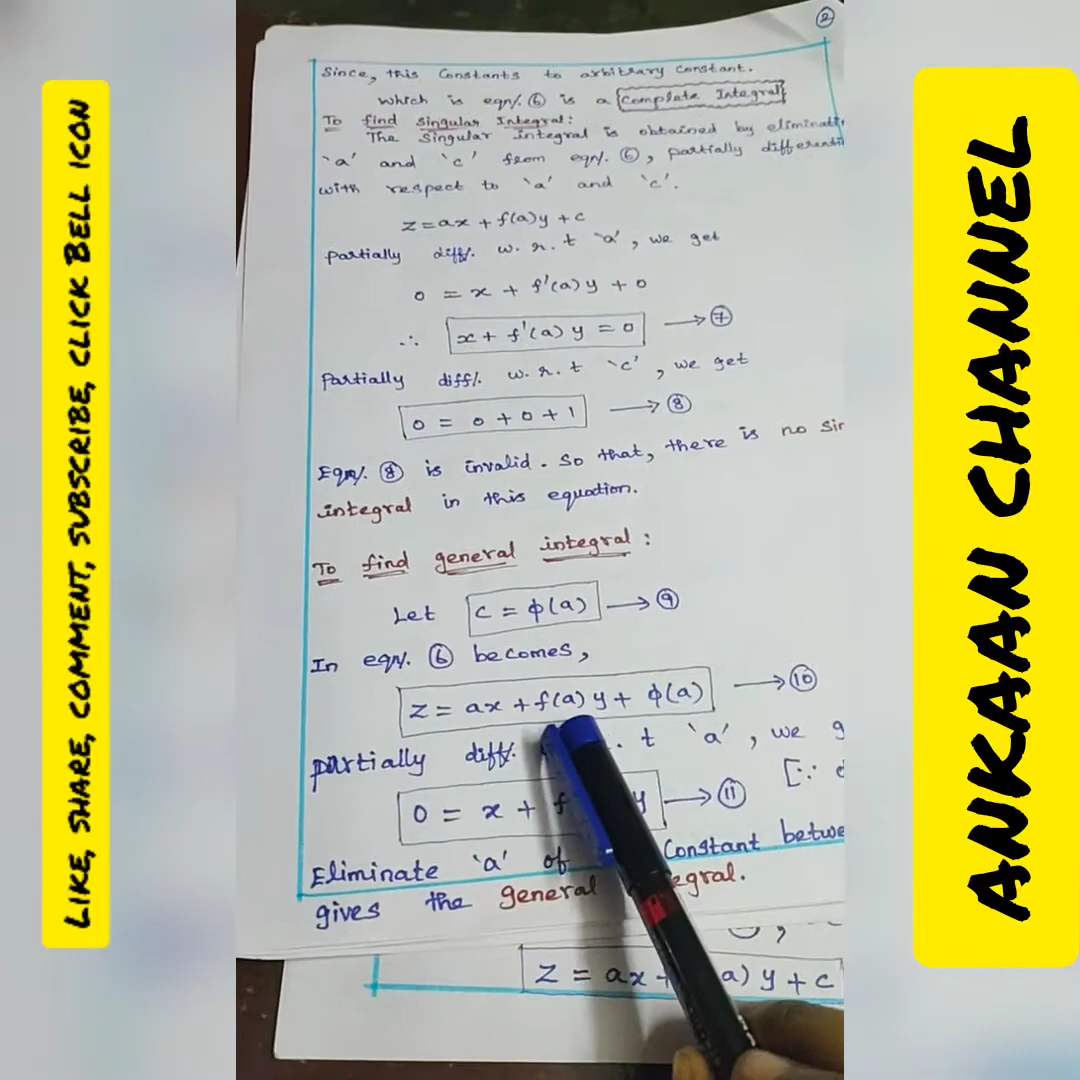 LIKE, SHARE, COMMENT, SUBSCRIBE, CLICK BELL ICON
②
Since, this Constants to arbitrary constant.
Which is eqn/. ⑥ is a Complete Integral
To find singular Integral:
The Singular integral is obtained by
'a' and 'c' from eqn/. ⑥, partially
with respect to 'a' and 'c'.
z = ax + f(a)y + c
partially diff/. w. r. t 'a', we get
0 = x + f'(a)y + 0
∴ x + f'(a) y = 0 → ⑦
Partially diff/. w. r. t 'c', we get
0 = 0 + 0 + 1 → ⑧
Eqn/. ⑧ is invalid. So that, there is no
integral in this equation.
To find general integral:
Let c = ϕ(a) → ⑨
In eqn/. ⑥ becomes,
z = ax + f(a) y + ϕ(a) → ⑩
partially diff/. t 'a', we
[∵
0 = x + y → ⑪
Eliminate 'a' of Constant
gives the general
z = ax + a) y + c
ANKAAN CHANNEL